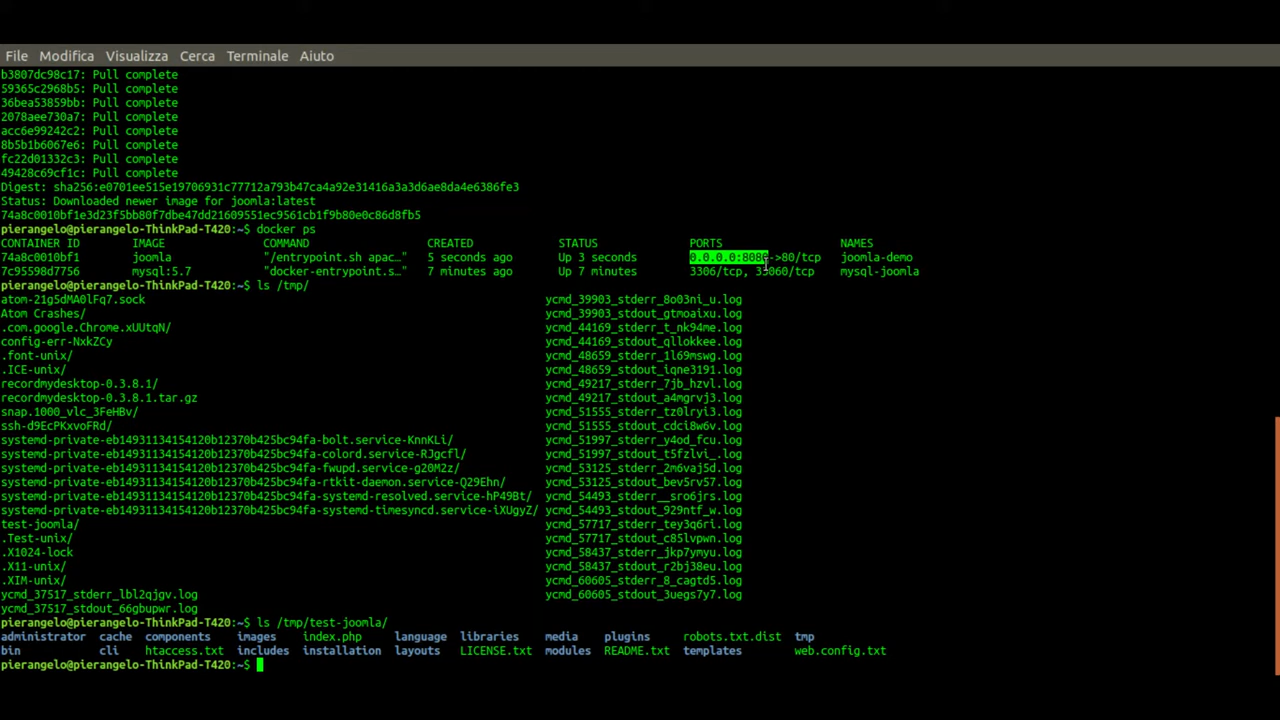 File Modifica Visualizza Cerca Terminale Aiuto
b3807dc98c17: Pull complete
59365c2968b5: Pull complete
36bea53859bb: Pull complete
2078aee730a7: Pull complete
acc6e99242c2: Pull complete
8b5b1b6067e6: Pull complete
fc22d01332c3: Pull complete
49428c69cf1c: Pull complete
Digest: sha256:e0701ee515e19706931c77712a793b47ca4a92e31416a3a3d6ae8da4e6386fe3
Status: Downloaded newer image for joomla:latest
74a8c0010bf1e3d23f5bb80f7dbe47dd21609551ec9561cb1f9b80e0c86d8fb5
pierangelo@pierangelo-ThinkPad-T420:~$ docker ps
CONTAINER ID IMAGE COMMAND CREATED STATUS PORTS NAMES
74a8c0010bf1 joomla "/entrypoint.sh apac…" 5 seconds ago Up 3 seconds 0.0.0.0:8080->80/tcp joomla-demo
7c95598d7756 mysql:5.7 "docker-entrypoint.s…" 7 minutes ago Up 7 minutes 3306/tcp, 33060/tcp mysql-joomla
pierangelo@pierangelo-ThinkPad-T420:~$ ls /tmp/
atom-21g5dMA0lFq7.sock ycmd_39903_stderr_8o03ni_u.log
Atom Crashes/ ycmd_39903_stdout_gtmoaixu.log
.com.google.Chrome.xUUtqN/ ycmd_44169_stderr_t_nk94me.log
config-err-NxkZCy ycmd_44169_stdout_qllokkee.log
.font-unix/ ycmd_48659_stderr_1l69mswg.log
.ICE-unix/ ycmd_48659_stdout_iqne3191.log
recordmydesktop-0.3.8.1/ ycmd_49217_stderr_7jb_hzvl.log
recordmydesktop-0.3.8.1.tar.gz ycmd_49217_stdout_a4mgrvj3.log
snap.1000_vlc_3FeHBv/ ycmd_51555_stderr_tz0lryi3.log
ssh-d9EcPKxvoFRd/ ycmd_51555_stdout_cdci8w6v.log
systemd-private-eb14931134154120b12370b425bc94fa-bolt.service-KnnKLi/ ycmd_51997_stderr_y4od_fcu.log
systemd-private-eb14931134154120b12370b425bc94fa-colord.service-RJgcfl/ ycmd_51997_stdout_t5fzlvi_.log
systemd-private-eb14931134154120b12370b425bc94fa-fwupd.service-g20M2z/ ycmd_53125_stderr_2m6vaj5d.log
systemd-private-eb14931134154120b12370b425bc94fa-rtkit-daemon.service-Q29Ehn/ ycmd_53125_stdout_bev5rv57.log
systemd-private-eb14931134154120b12370b425bc94fa-systemd-resolved.service-hP49Bt/ ycmd_54493_stderr__sro6jrs.log
systemd-private-eb14931134154120b12370b425bc94fa-systemd-timesyncd.service-iXUgyZ/ ycmd_54493_stdout_929ntf_w.log
test-joomla/ ycmd_57717_stderr_tey3q6ri.log
.Test-unix/ ycmd_57717_stdout_c85lvpwn.log
.X1024-lock ycmd_58437_stderr_jkp7ymyu.log
.X11-unix/ ycmd_58437_stdout_r2bj38eu.log
.XIM-unix/ ycmd_60605_stderr_8_cagtd5.log
ycmd_37517_stderr_lbl2qjgv.log ycmd_60605_stdout_3uegs7y7.log
ycmd_37517_stdout_66gbupwr.log
pierangelo@pierangelo-ThinkPad-T420:~$ ls /tmp/test-joomla/
administrator cache components images index.php language libraries media plugins robots.txt.dist tmp
bin cli htaccess.txt includes installation layouts LICENSE.txt modules README.txt templates web.config.txt
pierangelo@pierangelo-ThinkPad-T420:~$